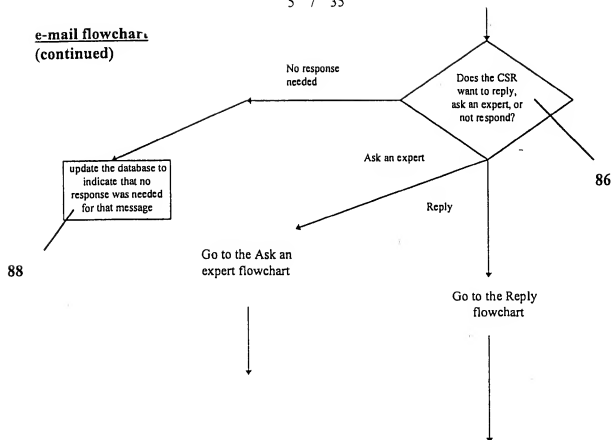 5 / 33
e-mail flowchart
(continued)
No response
needed
Does the CSR
want to reply,
ask an expert, or
not respond?
update the database to
indicate that no
response was needed
for that message
Ask an expert
86
Reply
88
Go to the Ask an
expert flowchart
Go to the Reply
flowchart